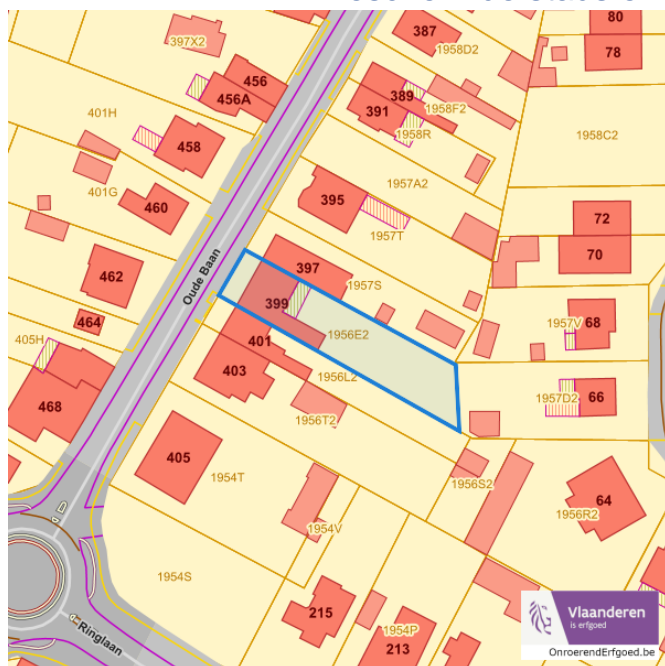 80
387
78
397X2
1958D2
456
389
456A
1958F2
391
401H
1958R
1958C2
458
401G
1957A2
395
460
72
1957T
70
462
Oude Baan
397
1957S
399
464
1956E2
1957V
68
405H
401
1956L2
403
1957D2
66
468
1956T2
405
1954T
1956S2
64
1956R2
1954V
1954S
215
1954P
213
Ringlaan
Vlaanderen
is erfgoed
OnroerendErfgoed.be